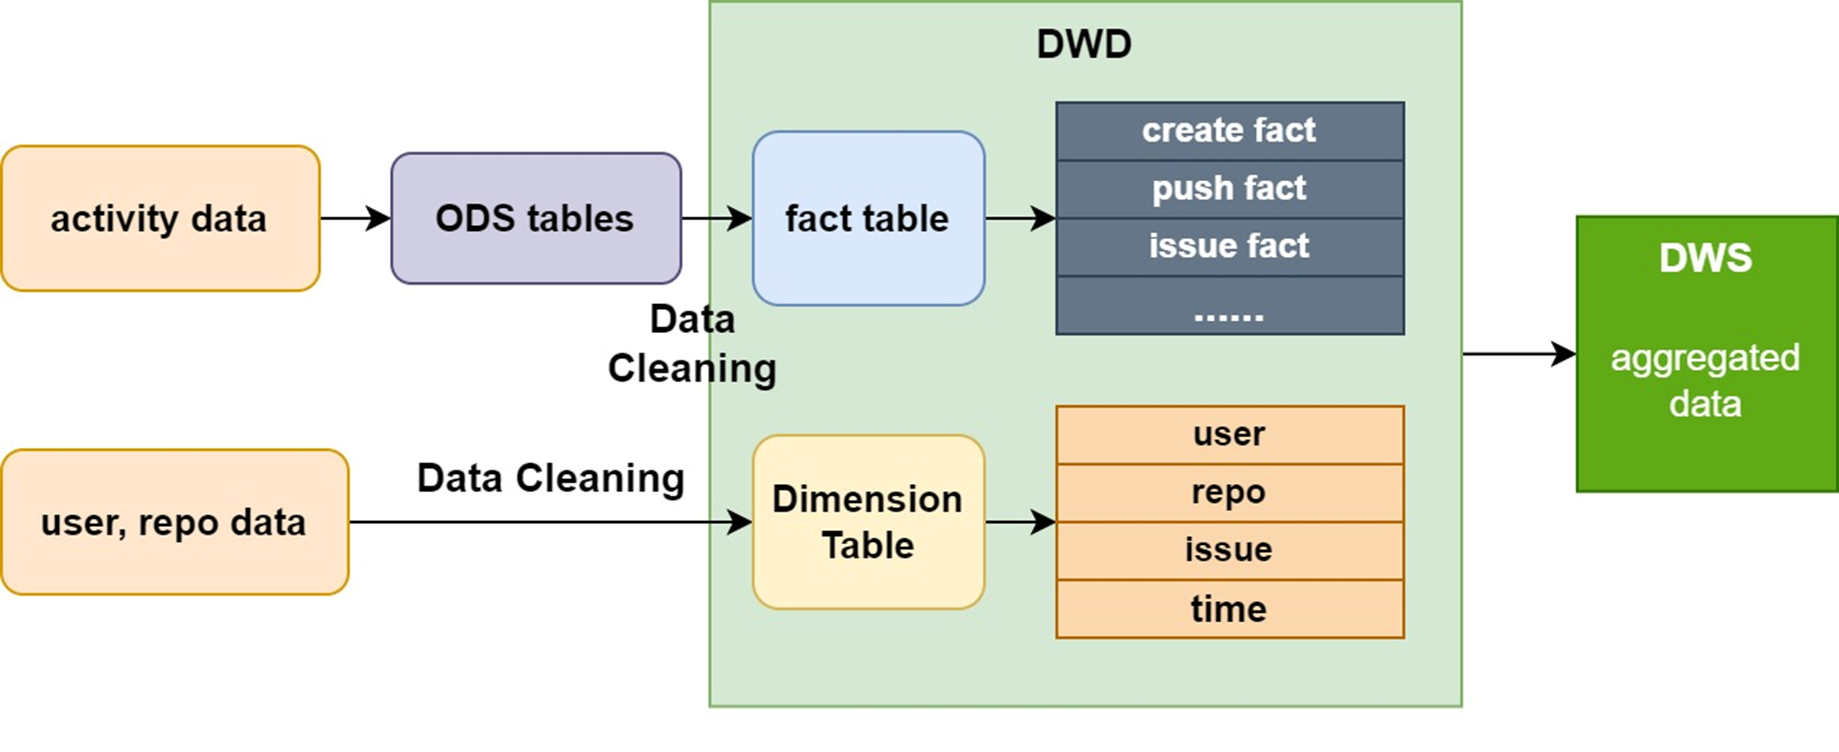 DWD
activity data
ODS tables
fact table
create fact
push fact
issue fact
......
Data
Cleaning
user, repo data
Data Cleaning
Dimension
Table
user
repo
issue
time
DWS
aggregated
data